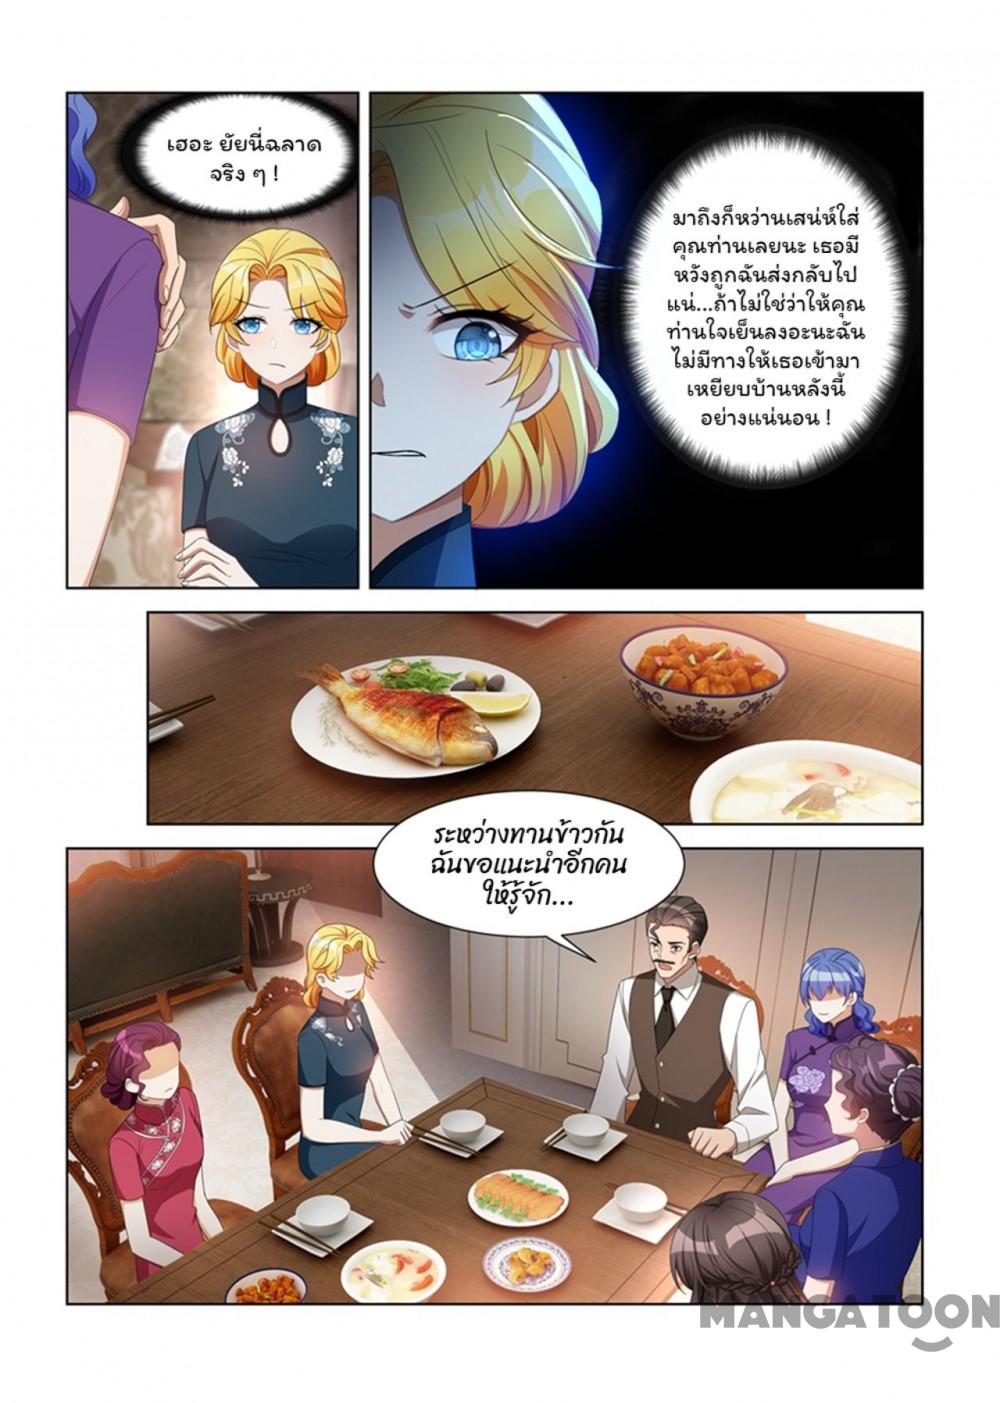 เฮอะ ยัยนี่ฉลาด
จริง ๆ !
มาถึงก็หว่านเสน่ห์ใส่
คุณท่านเลยนะ เธอมี
หวังถูกฉันส่งกลับไป
แน่...ถ้าไม่ใช่ว่าให้คุณ
ท่านใจเย็นลงอะนะฉัน
ไม่มีทางให้เธอเข้ามา
เหยียบบ้านหลังนี้
อย่างแน่นอน !
ระหว่างทานข้าวกัน
ฉันขอแนะนำอีกคน
ให้รู้จัก...
MANGATOON